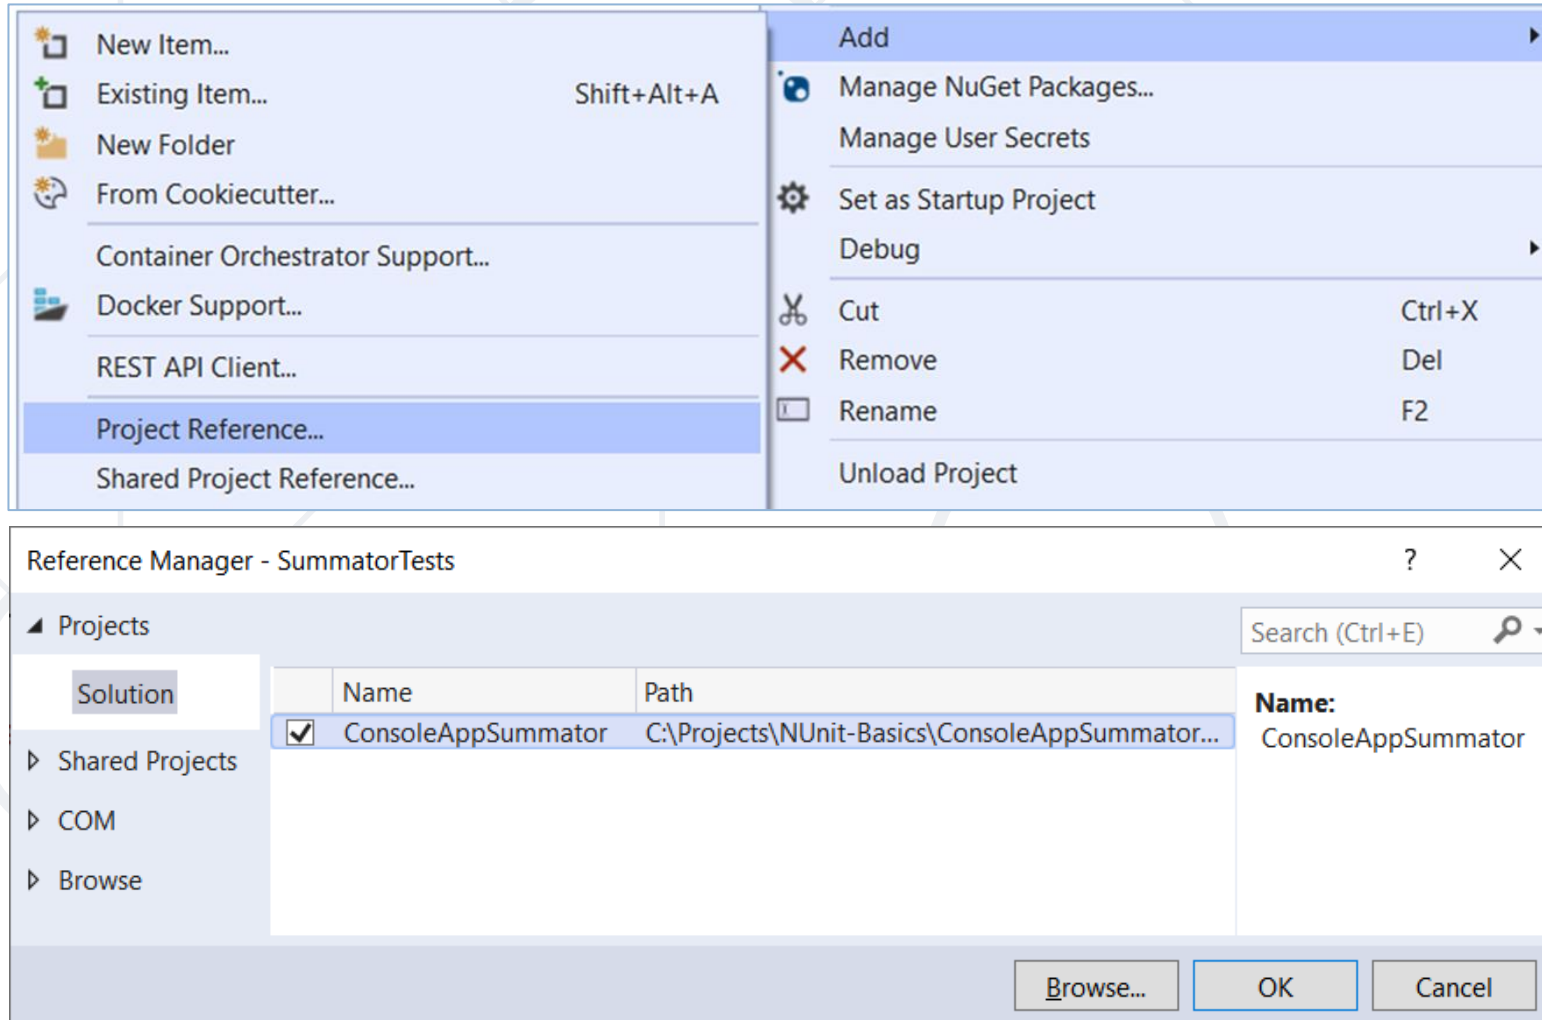 New Item...
Existing Item... Shift+Alt+A
New Folder
From Cookiecutter...
Container Orchestrator Support...
Docker Support...
REST API Client...
Project Reference...
Shared Project Reference...
Add
Manage NuGet Packages...
Manage User Secrets
Set as Startup Project
Debug
Cut Ctrl+X
Remove Del
Rename F2
Unload Project
Reference Manager - SummatorTests ?
Projects
Search (Ctrl+E)
Solution
Shared Projects
COM
Browse
Name Path
ConsoleAppSummator C:\Projects\NUnit-Basics\ConsoleAppSummator...
Name:
ConsoleAppSummator
Browse... OK Cancel